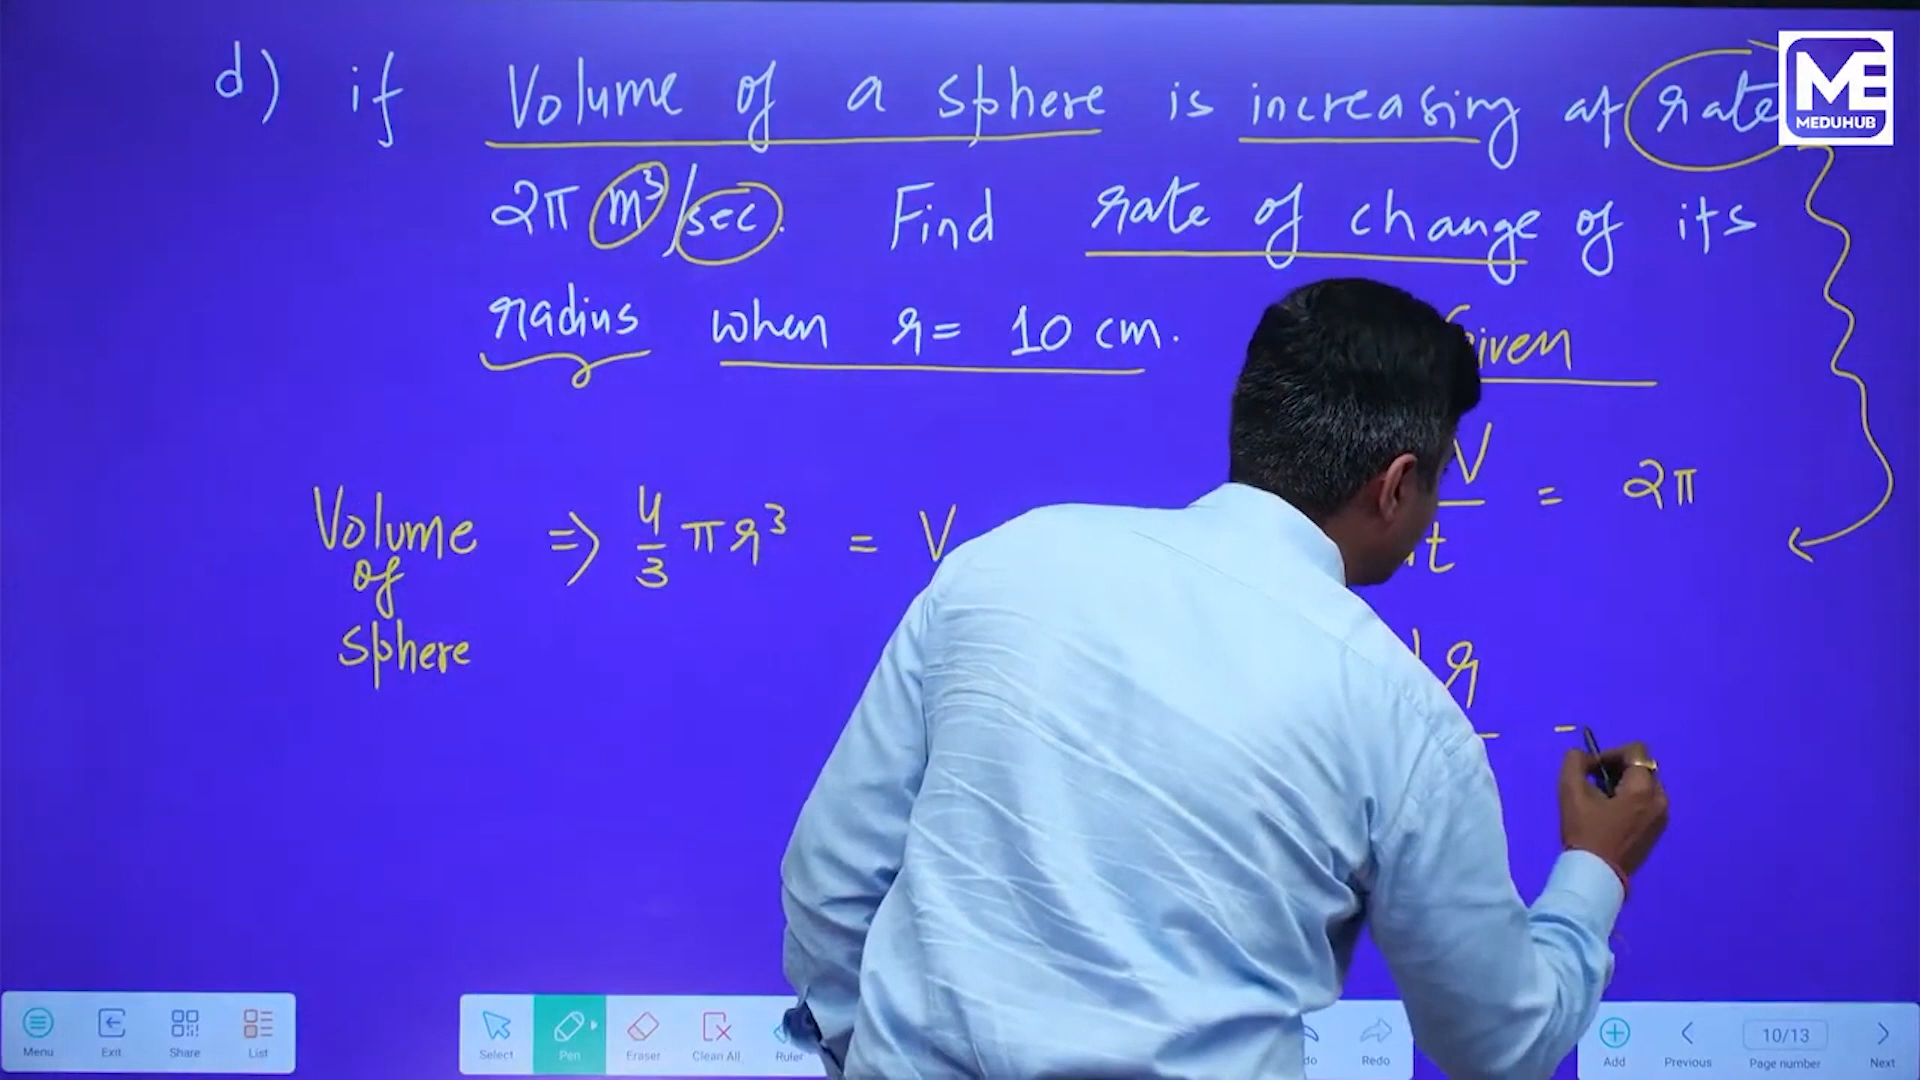 d) if Volume of a sphere is increasing at rate
2π m³/sec. Find rate of change of its
radius when r = 10 cm.
Given
V
t = 2π
Volume of sphere ⇒ 4/3 πr³ = V
r
ME
MEDUHUB
Menu Exit Share List
Select Pen Eraser Clean All Ruler Redo
Add Previous 10/13 Page number Next